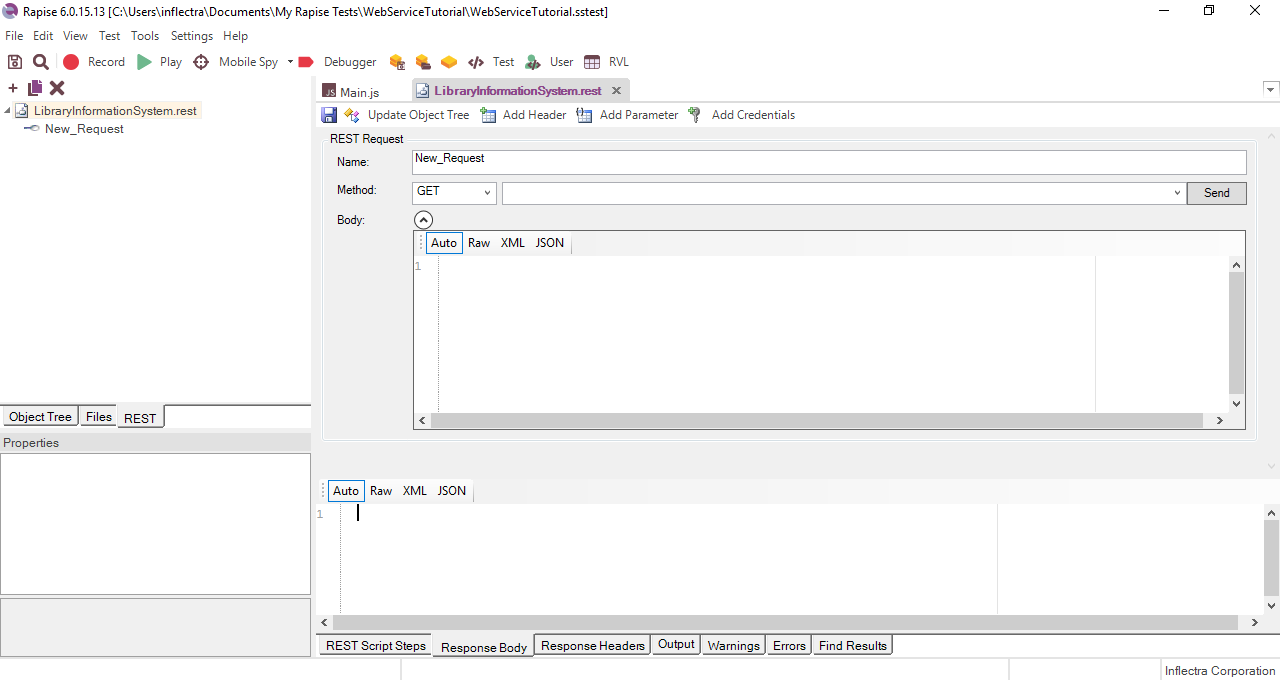 Rapise 6.0.15.13 [C:\Users\inflectra\Documents\My Rapise Tests\WebServiceTutorial\WebServiceTutorial.sstest]
File Edit View Test Tools Settings Help
Record Play Mobile Spy Debugger Test User RVL
LibraryInformationSystem.rest
New_Request
Object Tree Files REST
Properties
JS Main.js LibraryInformationSystem.rest
Update Object Tree Add Header Add Parameter Add Credentials
REST Request
Name: New_Request
Method: GET Send
Body:
Auto Raw XML JSON
1
Auto Raw XML JSON
1
REST Script Steps Response Body Response Headers Output Warnings Errors Find Results
Inflectra Corporation